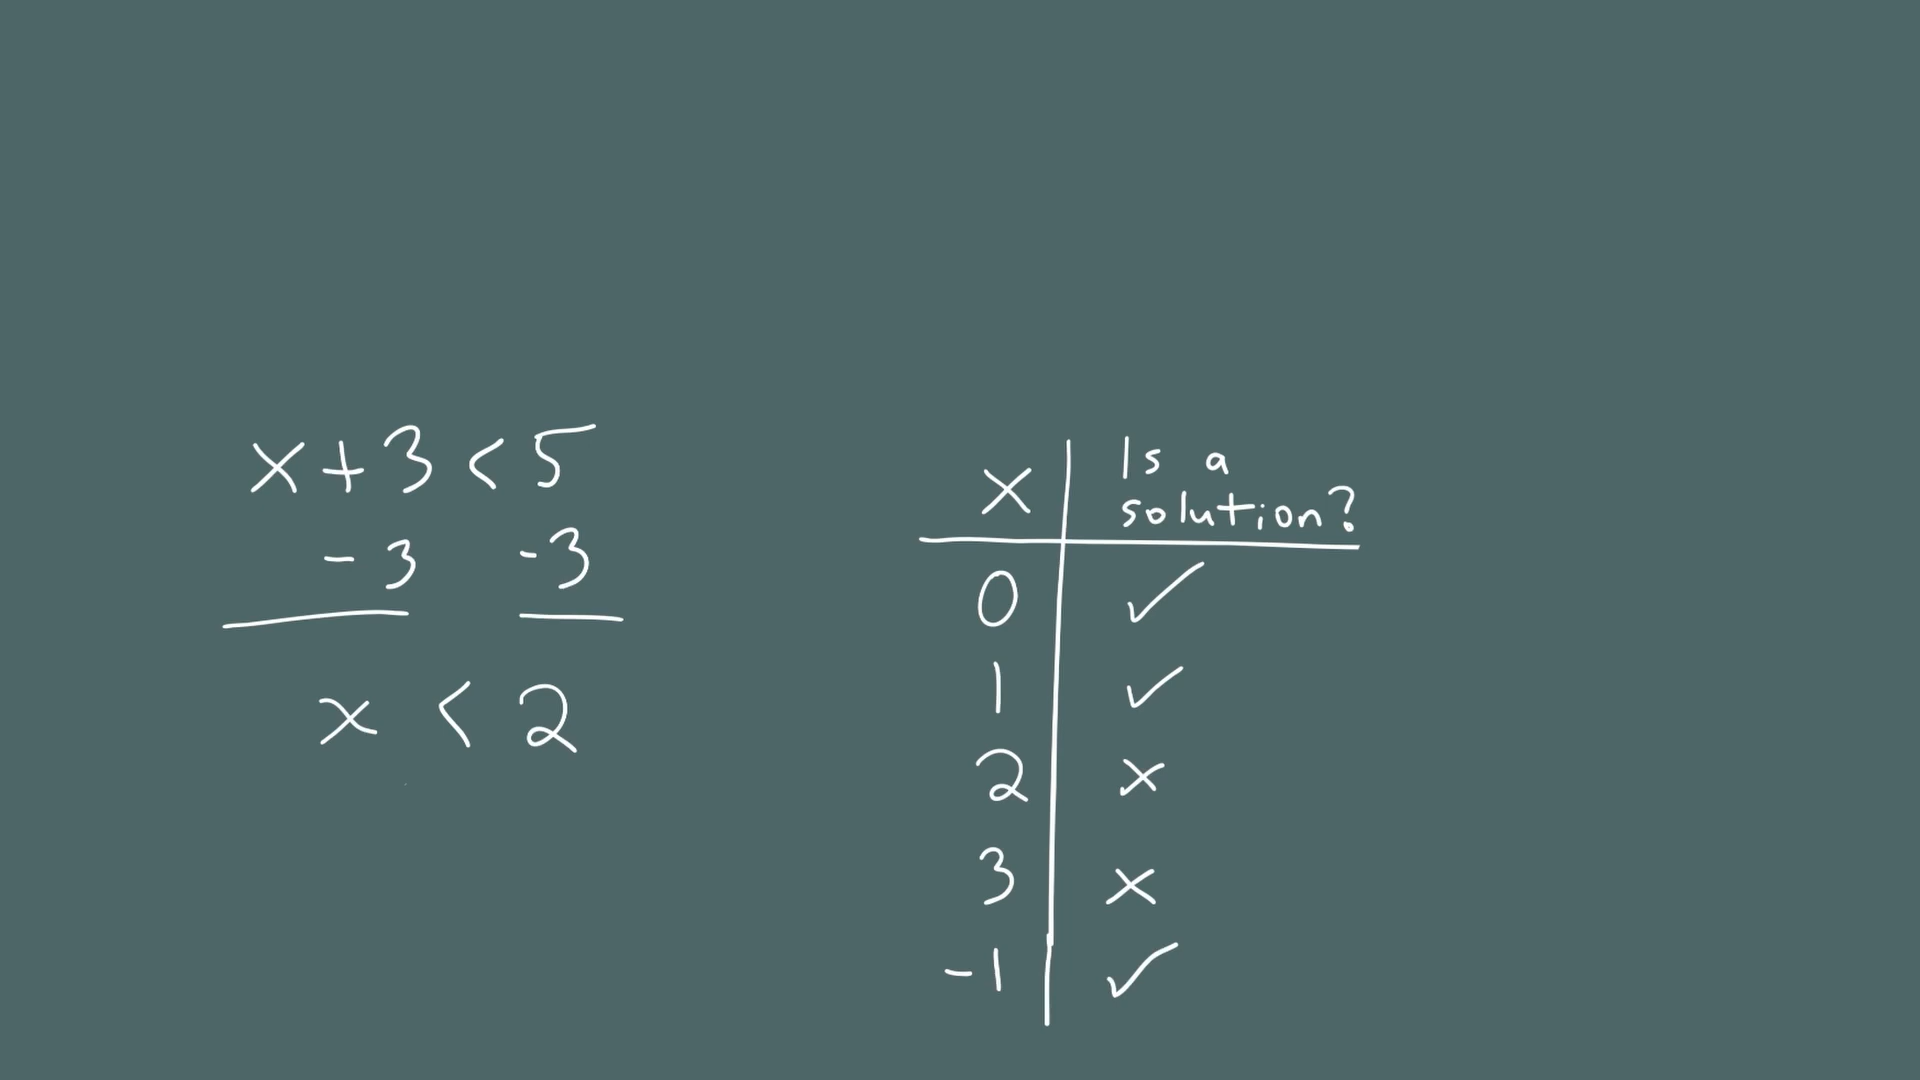 x+3<5
-3 -3
x < 2
x Is a
solution?
0 ✓
1 ✓
2 x
3 x
-1 ✓